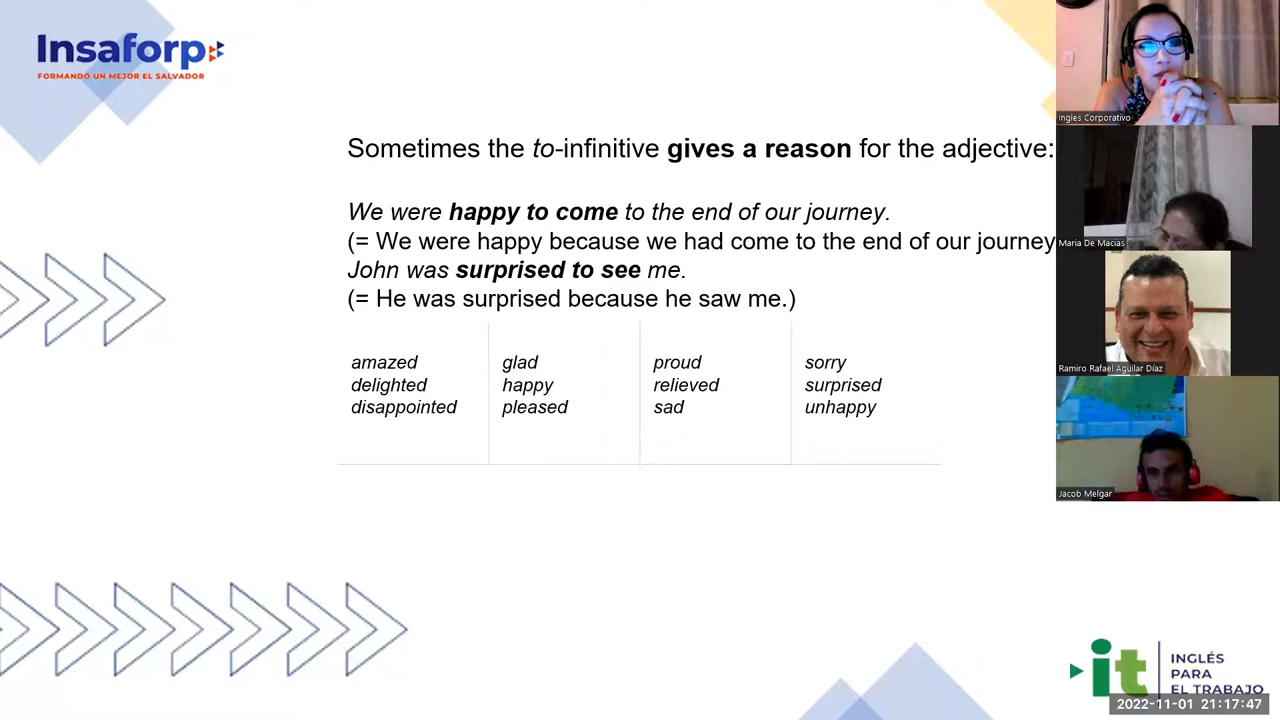 Insaforp
FORMANDO UN MEJOR EL SALVADOR
Sometimes the to-infinitive gives a reason for the adjective:
We were happy to come to the end of our journey.
(= We were happy because we had come to the end of our journey
John was surprised to see me.
(= He was surprised because he saw me.)
amazed glad proud sorry
delighted happy relieved surprised
disappointed pleased sad unhappy
Ingles Corporativo
Maria De Macias
Ramiro Rafael Aguilar Díaz
Jacob Melgar
it INGLÉS
PARA
EL TRABAJO
2022-11-01 21:17:47